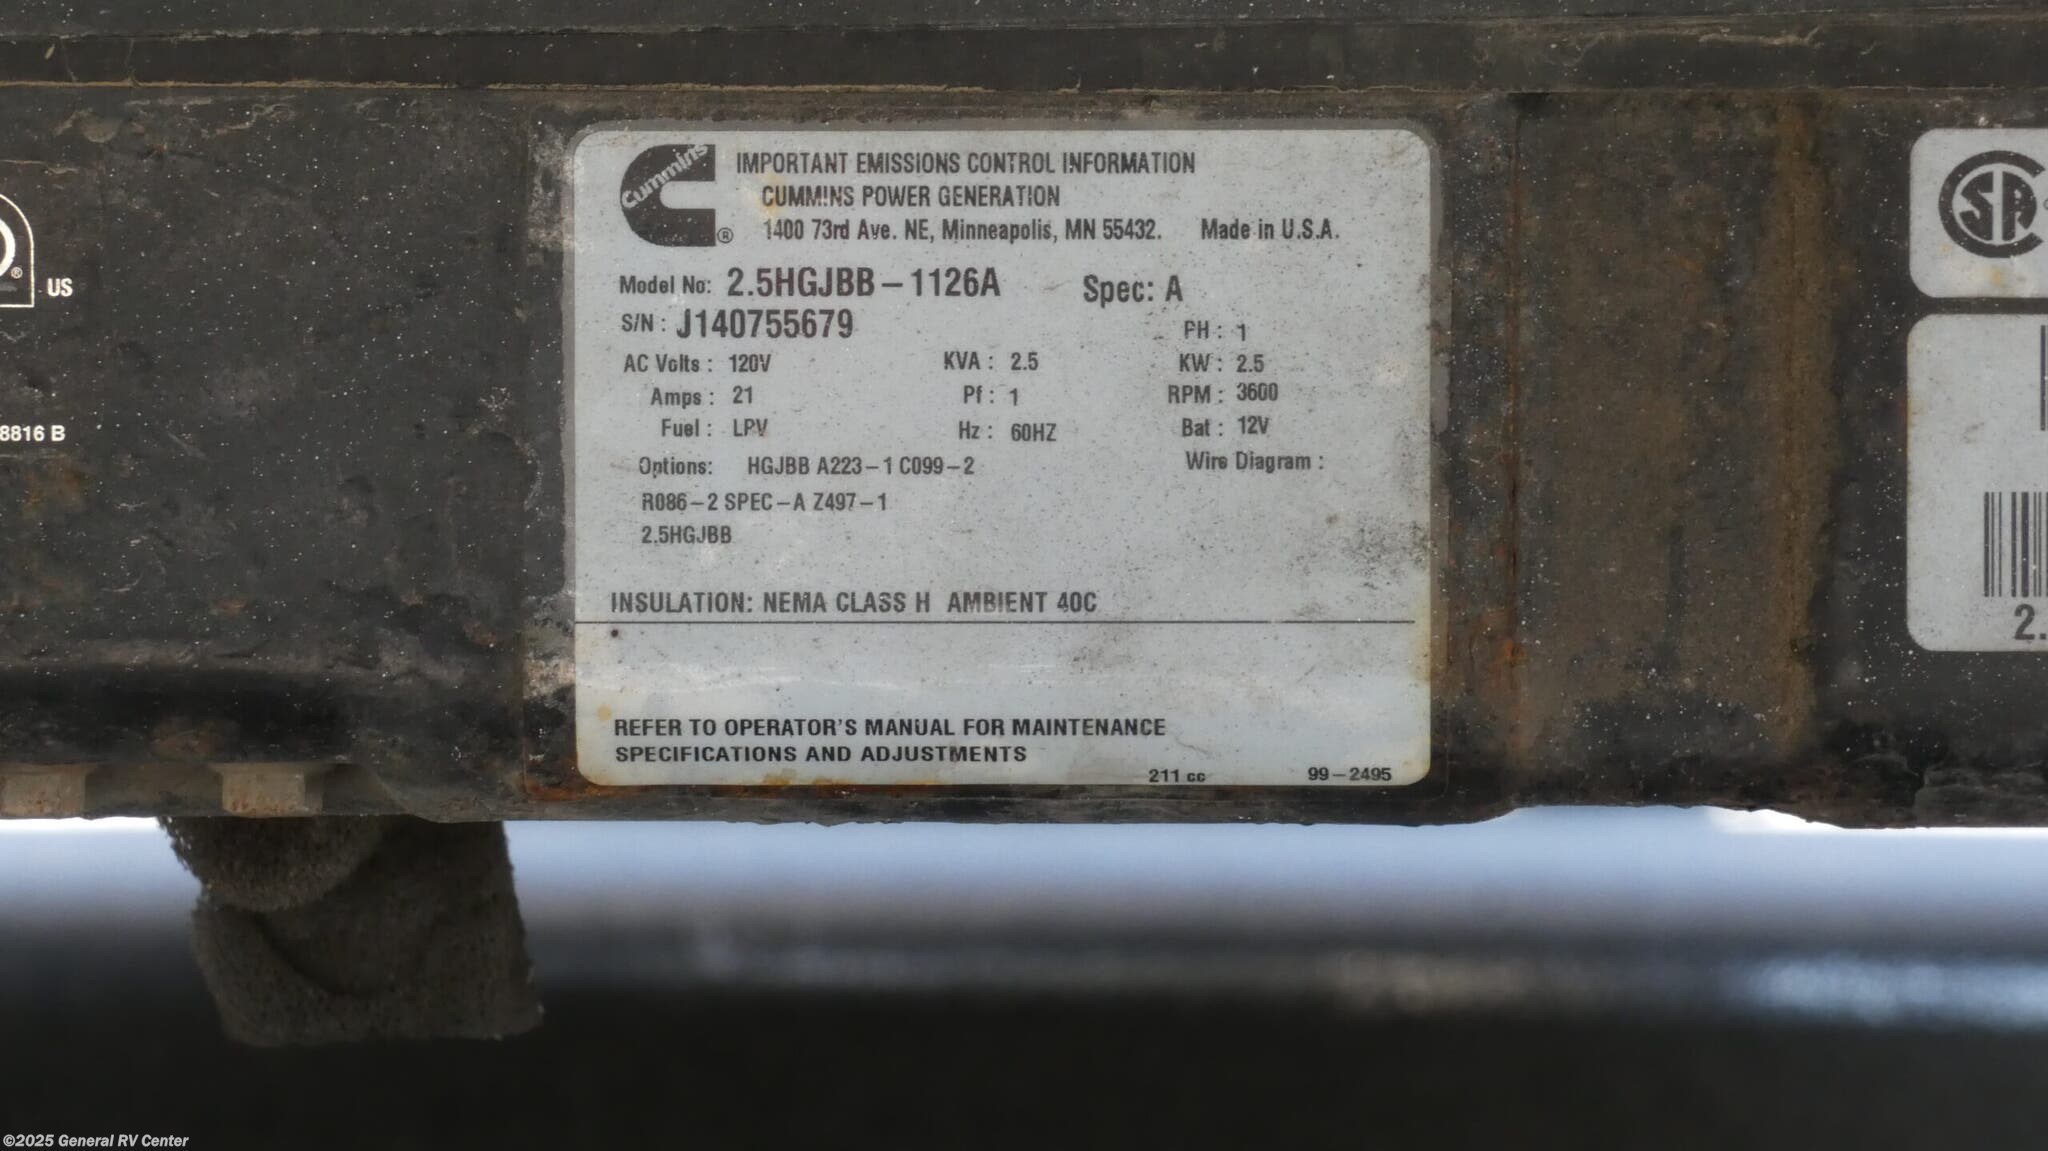 Cummins
®
IMPORTANT EMISSIONS CONTROL INFORMATION
CUMMINS POWER GENERATION
1400 73rd Ave. NE, Minneapolis, MN 55432. Made in U.S.A.
Model No: 2.5HGJBB-1126A Spec: A
S/N: J140755679 PH: 1
AC Volts: 120V KVA: 2.5 KW: 2.5
Amps: 21 Pf: 1 RPM: 3600
Fuel: LPV Hz: 60HZ Bat: 12V
Options: HGJBB A223-1 C099-2 Wire Diagram:
R086-2 SPEC-A Z497-1
2.5HGJBB
INSULATION: NEMA CLASS H AMBIENT 40C
REFER TO OPERATOR'S MANUAL FOR MAINTENANCE
SPECIFICATIONS AND ADJUSTMENTS
211 cc 99-2495
® US
8816 B
CSA
2.
©2025 General RV Center